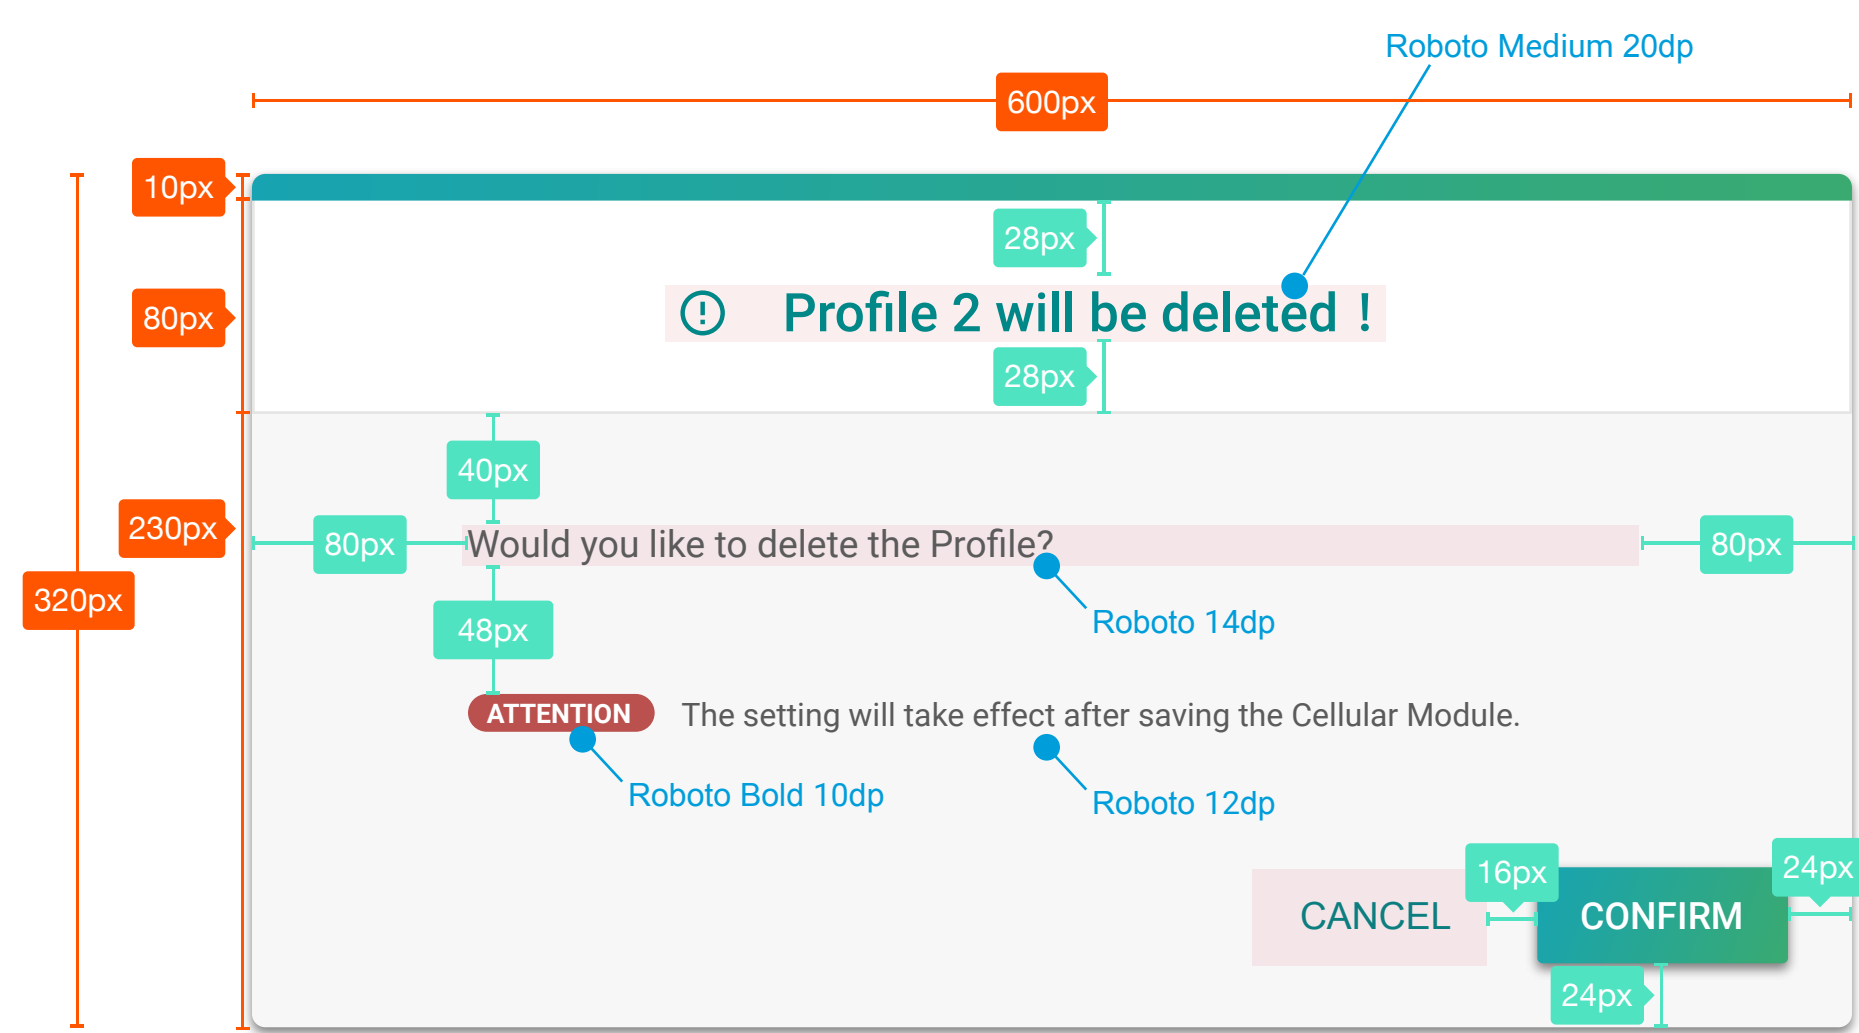 Roboto Medium 20dp
600px
10px
28px
80px
Profile 2 will be deleted !
28px
40px
230px
80px
Would you like to delete the Profile?
80px
320px
48px
Roboto 14dp
ATTENTION The setting will take effect after saving the Cellular Module.
Roboto Bold 10dp
Roboto 12dp
16px
24px
CANCEL
CONFIRM
24px